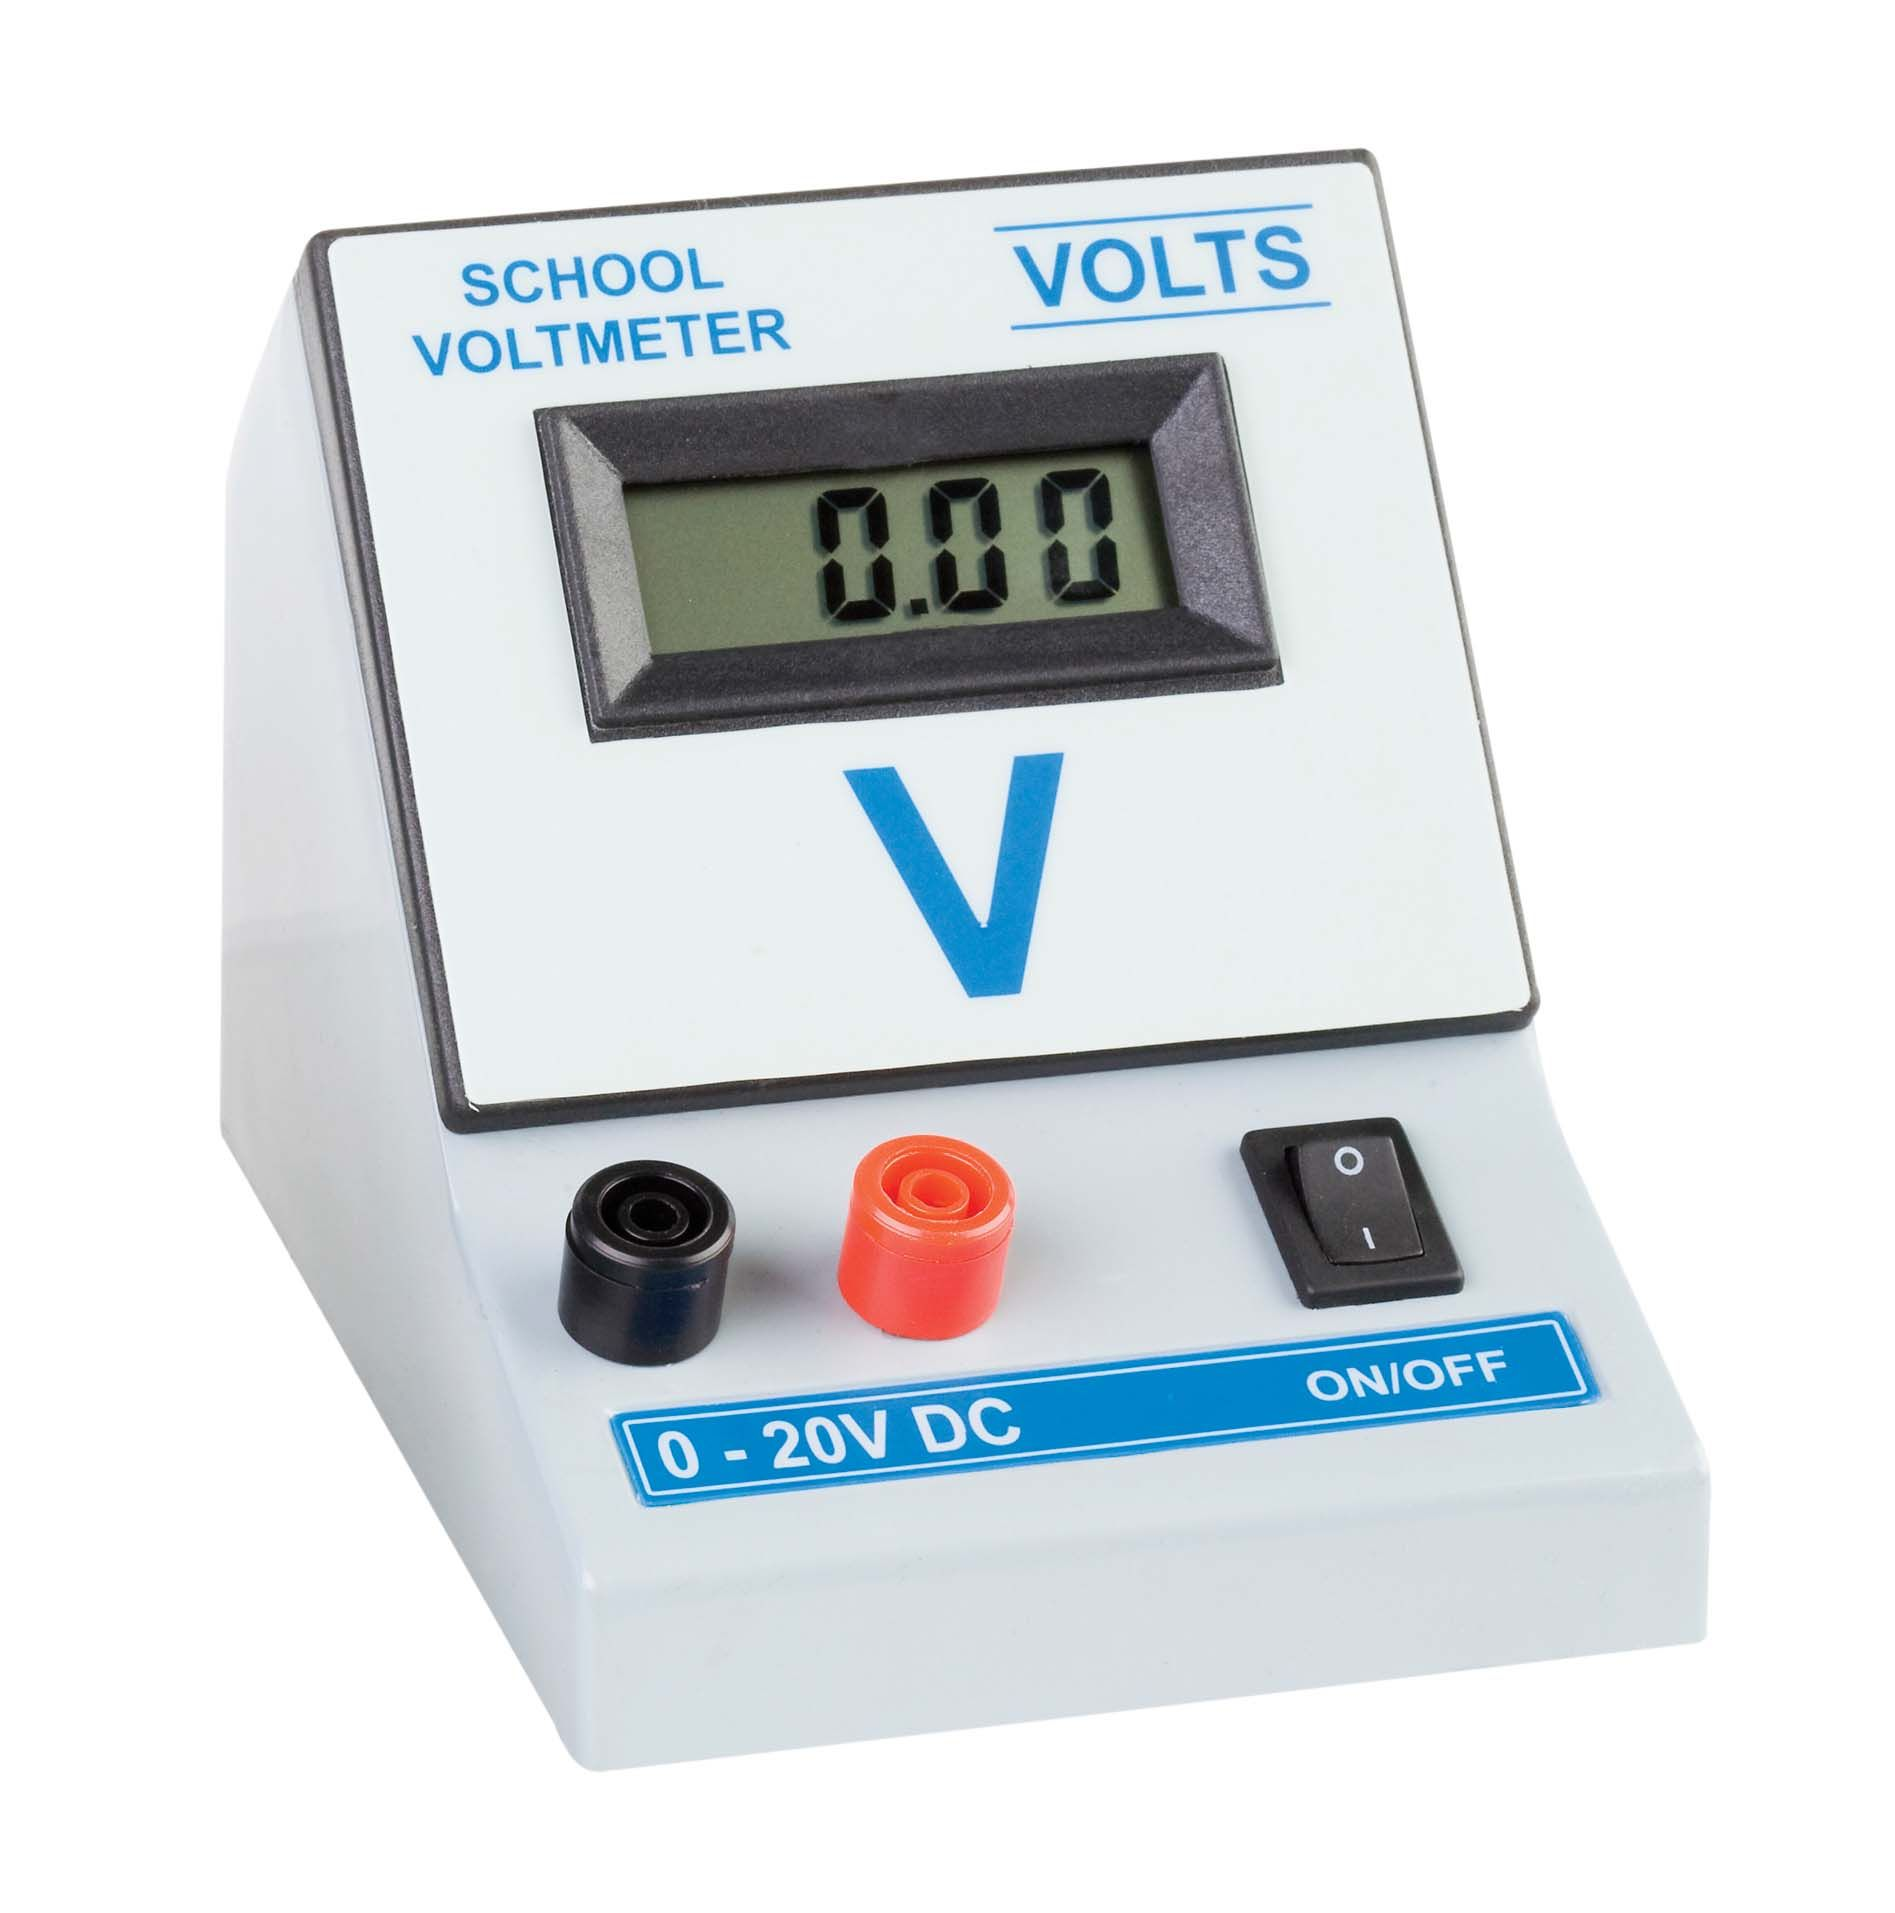 SCHOOL
VOLTMETER
VOLTS
0.00
V
O
I
0 - 20V DC
ON/OFF